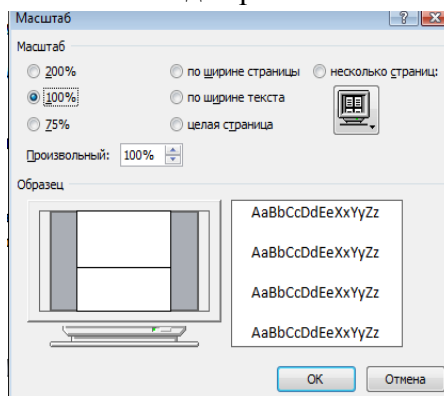 Масштаб
Масштаб
200% по ширине страницы несколько страниц:
100% по ширине текста
75% целая страница
Произвольный: 100%
Образец
AaBbCcDdEeXxYyZz
AaBbCcDdEeXxYyZz
AaBbCcDdEeXxYyZz
AaBbCcDdEeXxYyZz
ОК Отмена